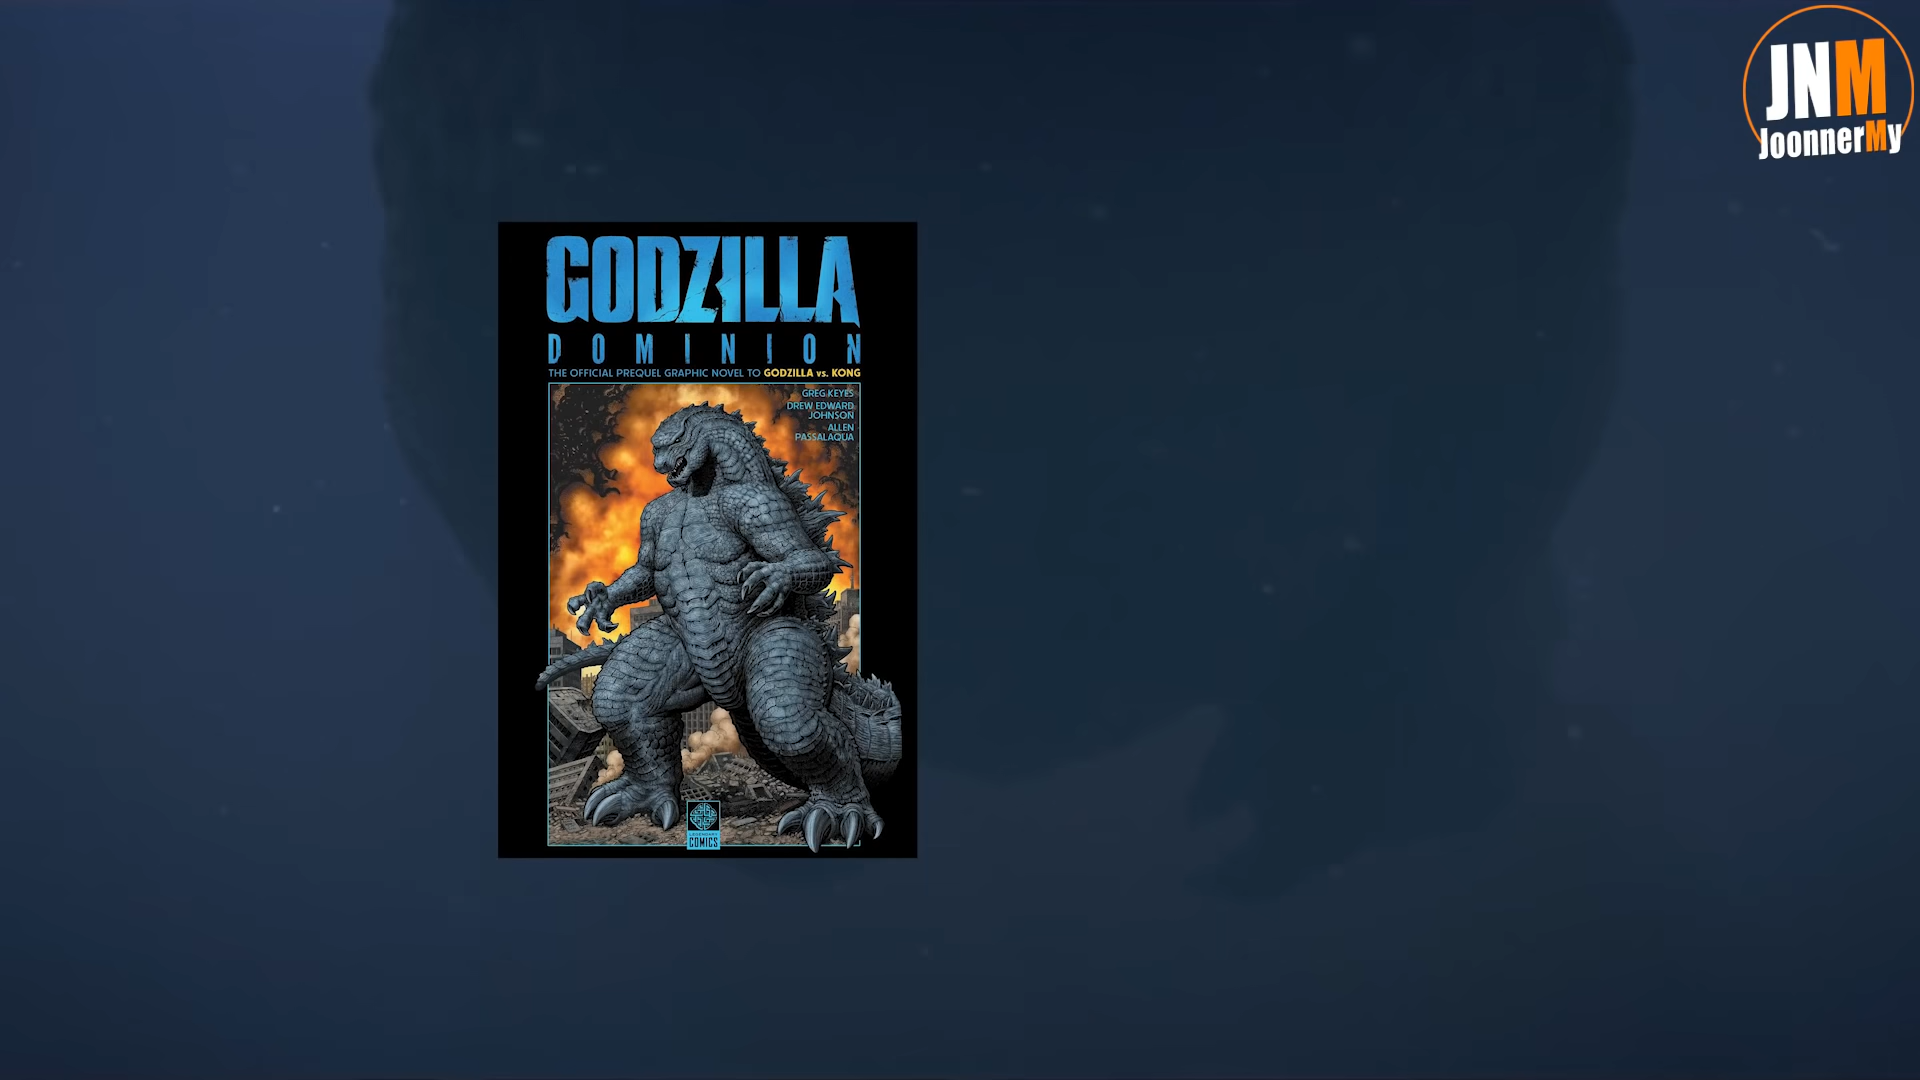 JNM
JoonnerMy
GODZILLA
DOMINION
THE OFFICIAL PREQUEL GRAPHIC NOVEL TO GODZILLA vs. KONG
GREG KEYES
DREW EDWARD
JOHNSON
ALLEN
PASSALAQUA
LEGENDARY
COMICS